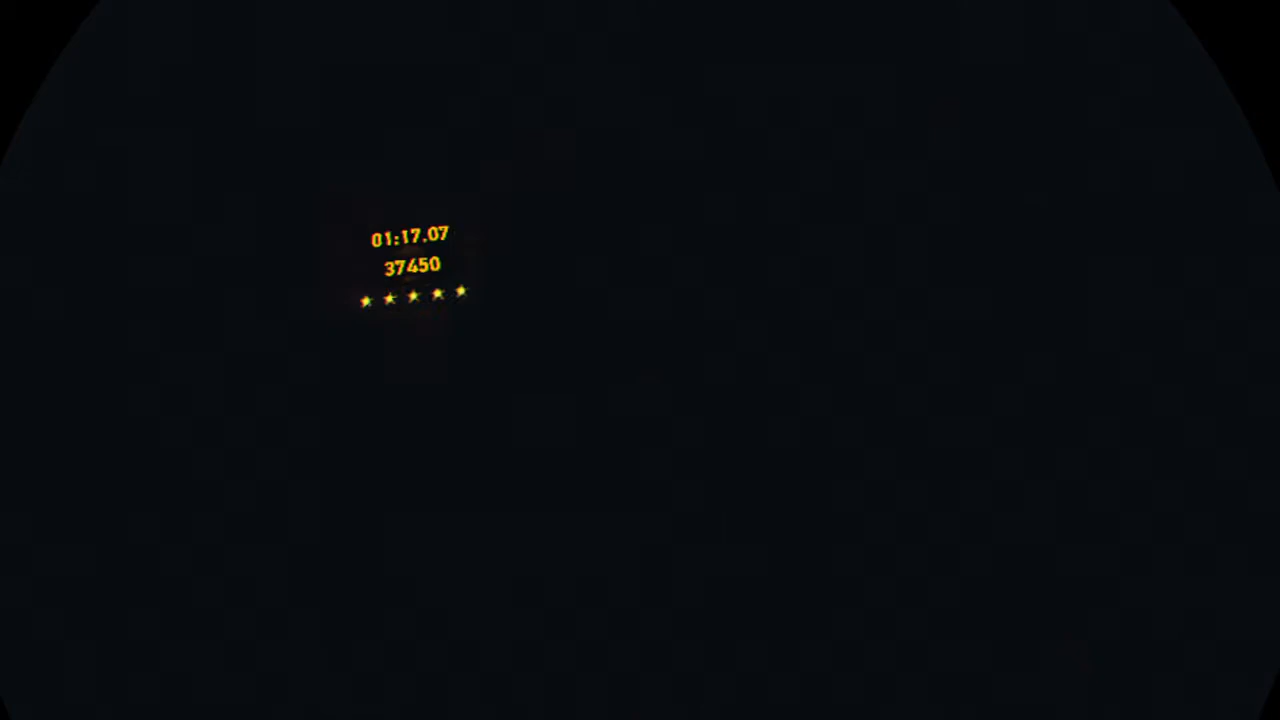 01:17.07
37450
★ ★ ★ ★ ★